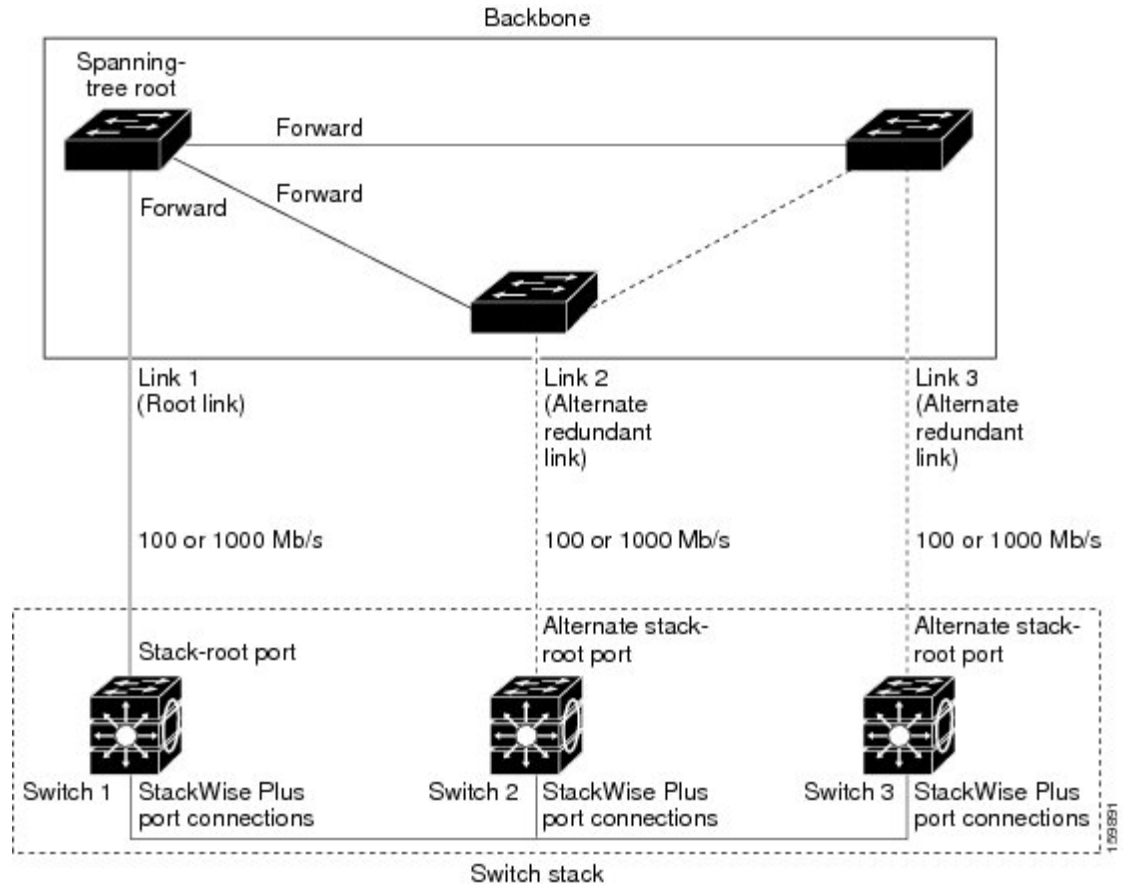 Backbone
Spanning-
tree root
Forward
Forward
Forward
Link 1
(Root link)
Link 2
(Alternate
redundant
link)
Link 3
(Alternate
redundant
link)
100 or 1000 Mb/s
100 or 1000 Mb/s
100 or 1000 Mb/s
Stack-root port
Alternate stack-
root port
Alternate stack-
root port
Switch 1
StackWise Plus
port connections
Switch 2
StackWise Plus
port connections
Switch 3
StackWise Plus
port connections
159891
Switch stack